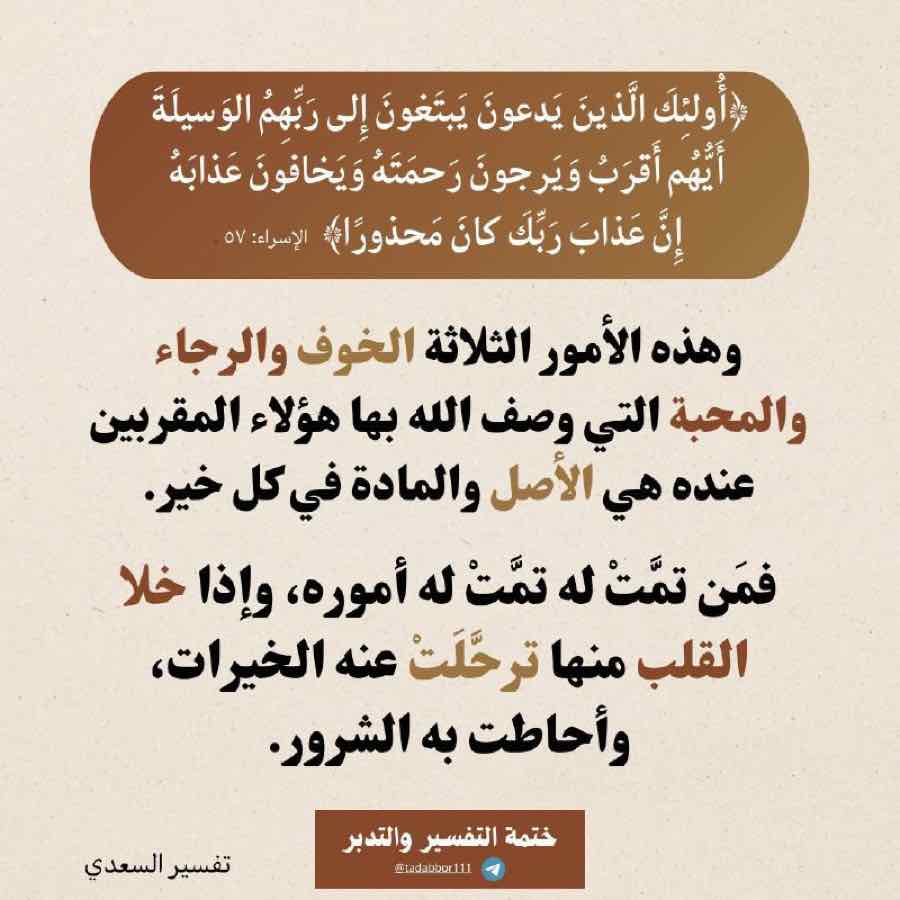 ﴿أُولئِكَ الَّذينَ يَدعونَ يَبتَغونَ إِلى رَبِّهِمُ الوَسيلَةَ
أَيُّهُم أَقرَبُ وَيَرجونَ رَحمَتَهُ وَيَخافونَ عَذابَهُ
إِنَّ عَذابَ رَبِّكَ كانَ مَحذورًا﴾ الإسراء: ٥٧
وهذه الأمور الثلاثة الخوف والرجاء
والمحبة التي وصف الله بها هؤلاء المقربين
عنده هي الأصل والمادة في كل خير.
فمَن تمَّتْ له تمَّتْ له أموره، وإذا خلا
القلب منها ترحَّلَتْ عنه الخيرات،
وأحاطت به الشرور.
ختمة التفسير والتدبر
@tadabbor111
تفسير السعدي